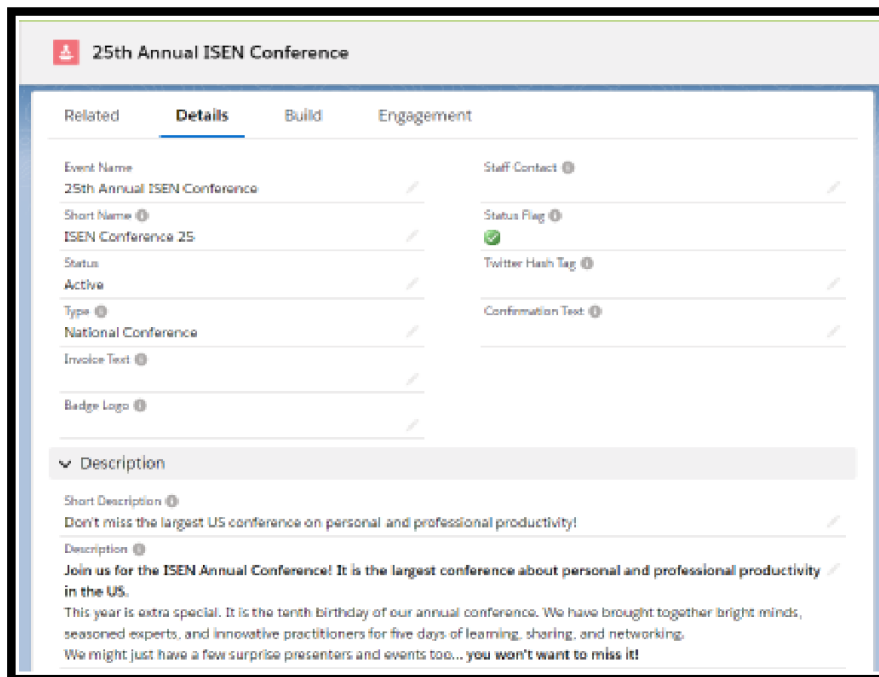 25th Annual ISEN Conference
Related Details Build Engagement
Event Name
25th Annual ISEN Conference
Short Name
ISEN Conference 25
Status
Active
Type
National Conference
Invoice Text
Badge Logo
Staff Contact
Status Flag
Twitter Hash Tag
Confirmation Text
Description
Short Description
Don't miss the largest US conference on personal and professional productivity!
Description
Join us for the ISEN Annual Conference! It is the largest conference about personal and professional productivity
in the US.
This year is extra special. It is the tenth birthday of our annual conference. We have brought together bright minds,
seasoned experts, and innovative practitioners for five days of learning, sharing, and networking.
We might just have a few surprise presenters and events too... you won't want to miss it!